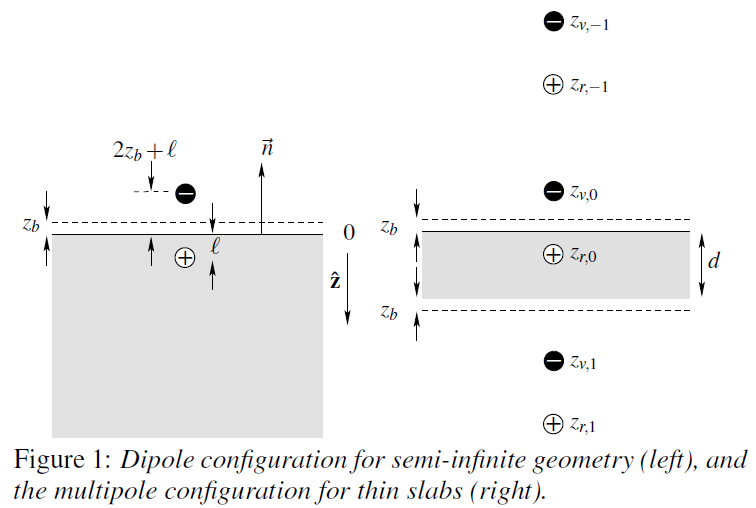 z_{v,−1}
z_{r,−1}
2z_b + ℓ
n⃗
z_{v,0}
z_b
0
z_b
ℓ
z_{r,0}
d
ẑ
z_b
z_{v,1}
z_{r,1}
Figure 1: Dipole configuration for semi-infinite geometry (left), and
the multipole configuration for thin slabs (right).